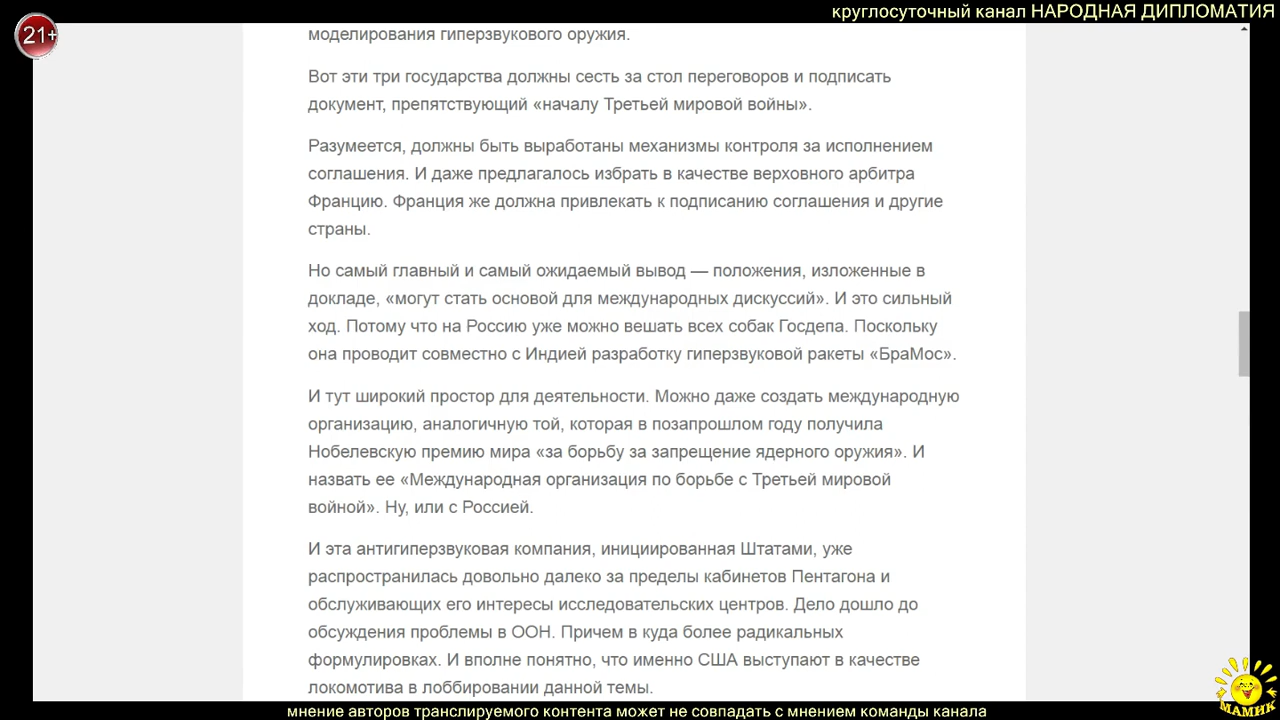 круглосуточный канал НАРОДНАЯ ДИПЛОМАТИЯ
21+
моделирования гиперзвукового оружия.
Вот эти три государства должны сесть за стол переговоров и подписать
документ, препятствующий «началу Третьей мировой войны».
Разумеется, должны быть выработаны механизмы контроля за исполнением
соглашения. И даже предлагалось избрать в качестве верховного арбитра
Францию. Франция же должна привлекать к подписанию соглашения и другие
страны.
Но самый главный и самый ожидаемый вывод — положения, изложенные в
докладе, «могут стать основой для международных дискуссий». И это сильный
ход. Потому что на Россию уже можно вешать всех собак Госдепа. Поскольку
она проводит совместно с Индией разработку гиперзвуковой ракеты «БраМос».
И тут широкий простор для деятельности. Можно даже создать международную
организацию, аналогичную той, которая в позапрошлом году получила
Нобелевскую премию мира «за борьбу за запрещение ядерного оружия». И
назвать ее «Международная организация по борьбе с Третьей мировой
войной». Ну, или с Россией.
И эта антигиперзвуковая компания, инициированная Штатами, уже
распространилась довольно далеко за пределы кабинетов Пентагона и
обслуживающих его интересы исследовательских центров. Дело дошло до
обсуждения проблемы в ООН. Причем в куда более радикальных
формулировках. И вполне понятно, что именно США выступают в качестве
локомотива в лоббировании данной темы.
МАМИК
мнение авторов транслируемого контента может не совпадать с мнением команды канала